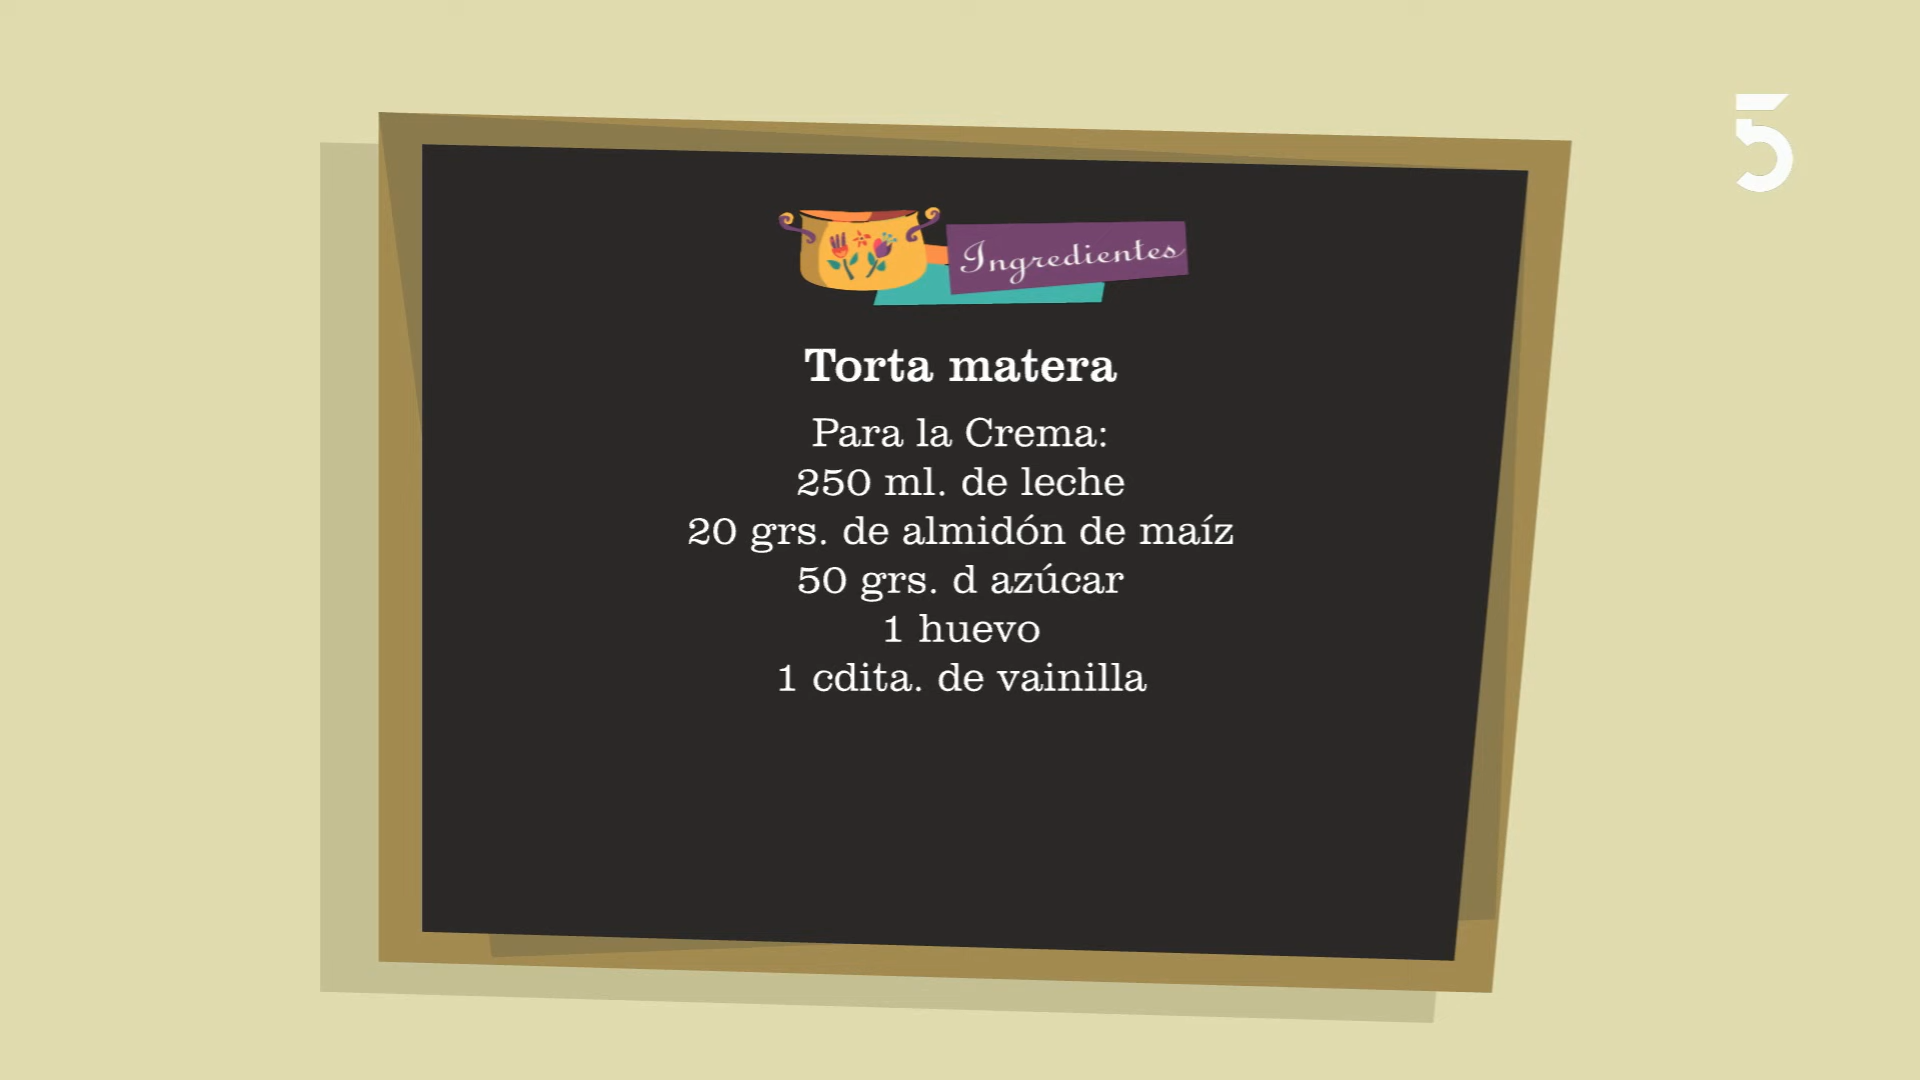 5
Ingredientes
Torta matera
Para la Crema:
250 ml. de leche
20 grs. de almidón de maíz
50 grs. d azúcar
1 huevo
1 cdita. de vainilla